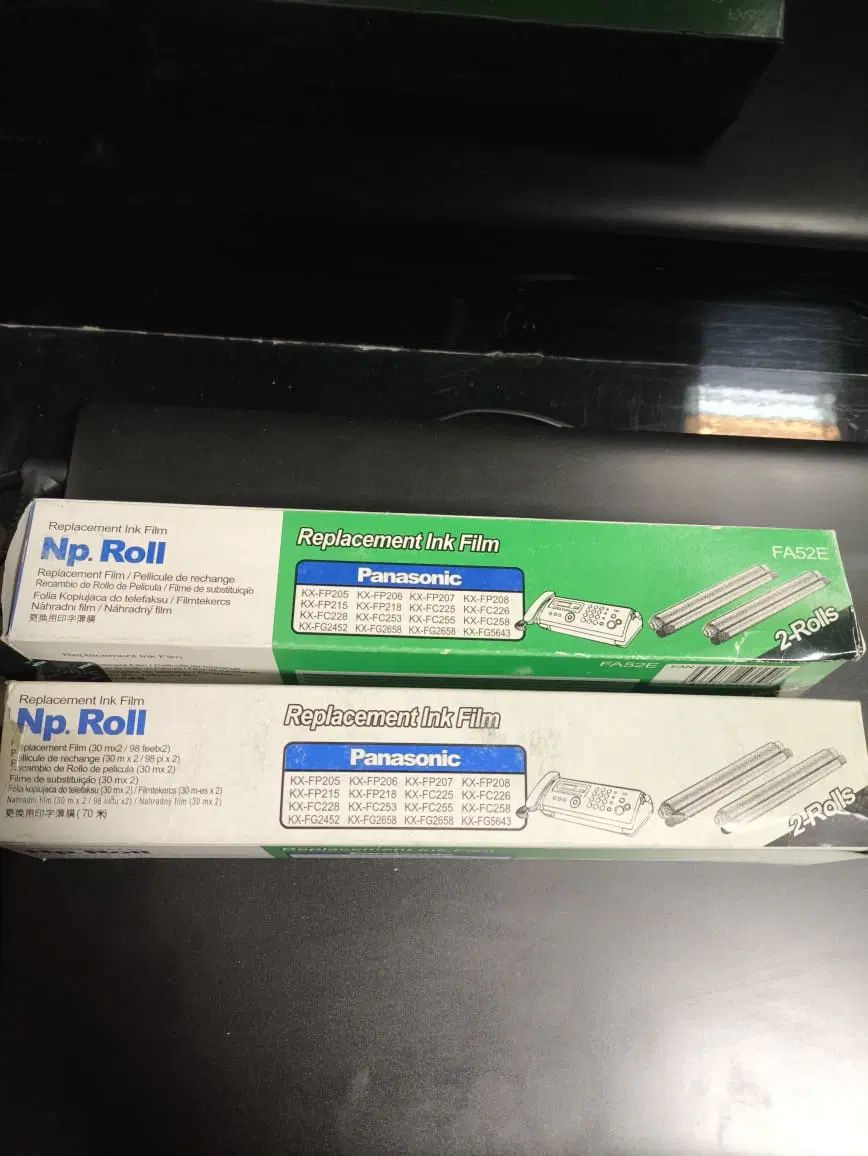 Replacement Ink Film
Np. Roll
Replacement Film / Pellicule de rechange
Recambio de Rollo de Pelicula / Filme de substituição
Folia Kopiujaca do telefaksu / Filmtekercs
Náhradni film / Náhradný film
更換用印字薄膜
Replacement Ink Film
FA52E
Panasonic
KX-FP205 KX-FP206 KX-FP207 KX-FP208
KX-FP215 KX-FP218 KX-FC225 KX-FC226
KX-FC228 KX-FC253 KX-FC255 KX-FC258
KX-FG2452 KX-FG2658 KX-FG2658 KX-FG5643
2-Rolls
Replacement Ink Film
FA52E
EAN
Replacement Ink Film
Np. Roll
Replacement Film (30 mx2 / 98 feetx2)
Pellicule de rechange (30 m x 2 / 98 pi x 2)
Recambio de Rollo de pelicula (30 mx 2)
Filme de substituição (30 mx 2)
Folia kopiujaca do telefaksu (30 mx 2) / Filmtekercs (30 m-es x 2)
Nahradni film (30 m x 2 / 98 x2) / Nahradny film (30 mx 2)
更換用印字薄膜(70 米)
Replacement Ink Film
Panasonic
KX-FP205 KX-FP206 KX-FP207 KX-FP208
KX-FP215 KX-FP218 KX-FC225 KX-FC226
KX-FC228 KX-FC253 KX-FC255 KX-FC258
KX-FG2452 KX-FG2658 KX-FG2658 KX-FG5643
2-Rolls